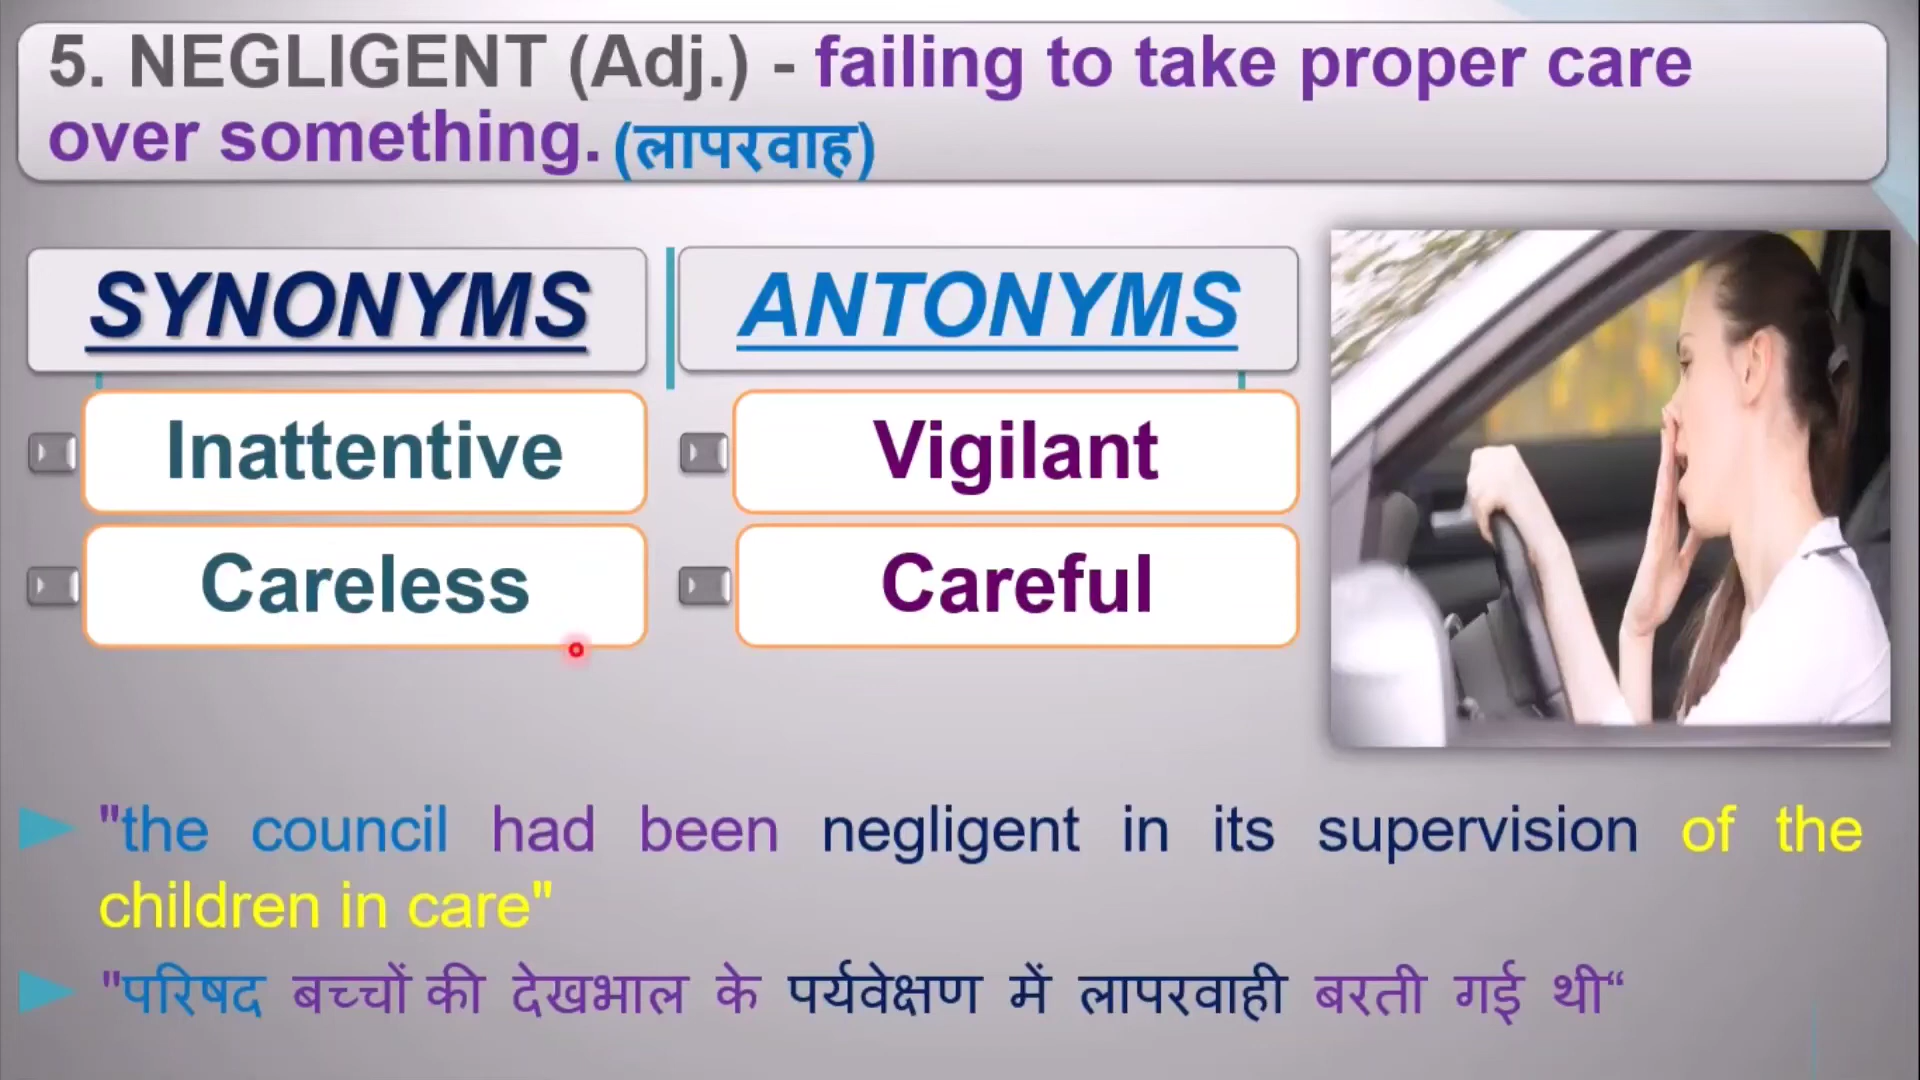 5. NEGLIGENT (Adj.) - failing to take proper care
over something. (लापरवाह)
SYNONYMS
ANTONYMS
Inattentive
Vigilant
Careless
Careful
"the council had been negligent in its supervision of the
children in care"
"परिषद बच्चों की देखभाल के पर्यवेक्षण में लापरवाही बरती गई थी“